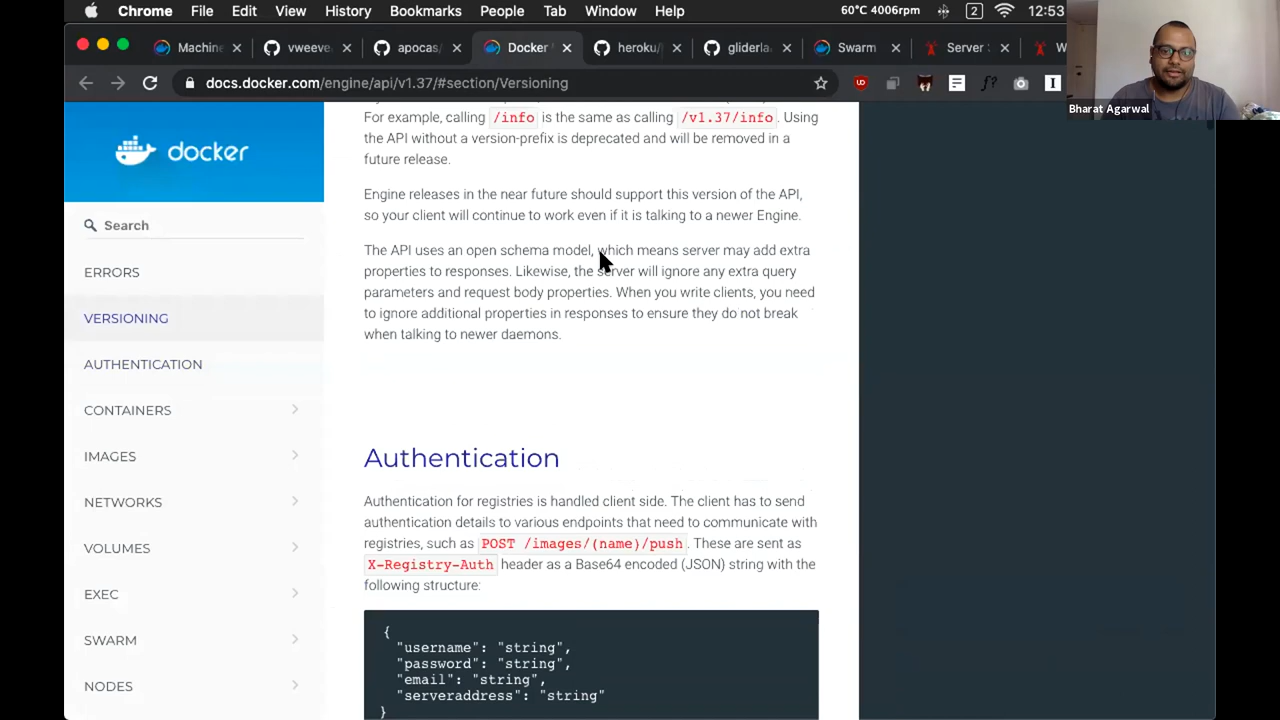 Chrome File Edit View History Bookmarks People Tab Window Help 60°C 4006rpm 2 12:53
Machine vweev apocas/ Docker heroku/ gliderla Swarm Server W
docs.docker.com/engine/api/v1.37/#section/Versioning
Bharat Agarwal
docker
Search
ERRORS
VERSIONING
AUTHENTICATION
CONTAINERS
IMAGES
NETWORKS
VOLUMES
EXEC
SWARM
NODES
For example, calling /info is the same as calling /v1.37/info. Using
the API without a version-prefix is deprecated and will be removed in a
future release.
Engine releases in the near future should support this version of the API,
so your client will continue to work even if it is talking to a newer Engine.
The API uses an open schema model, which means server may add extra
properties to responses. Likewise, the server will ignore any extra query
parameters and request body properties. When you write clients, you need
to ignore additional properties in responses to ensure they do not break
when talking to newer daemons.
Authentication
Authentication for registries is handled client side. The client has to send
authentication details to various endpoints that need to communicate with
registries, such as POST /images/(name)/push. These are sent as
X-Registry-Auth header as a Base64 encoded (JSON) string with the
following structure:
{
"username": "string",
"password": "string",
"email": "string",
"serveraddress": "string"
}